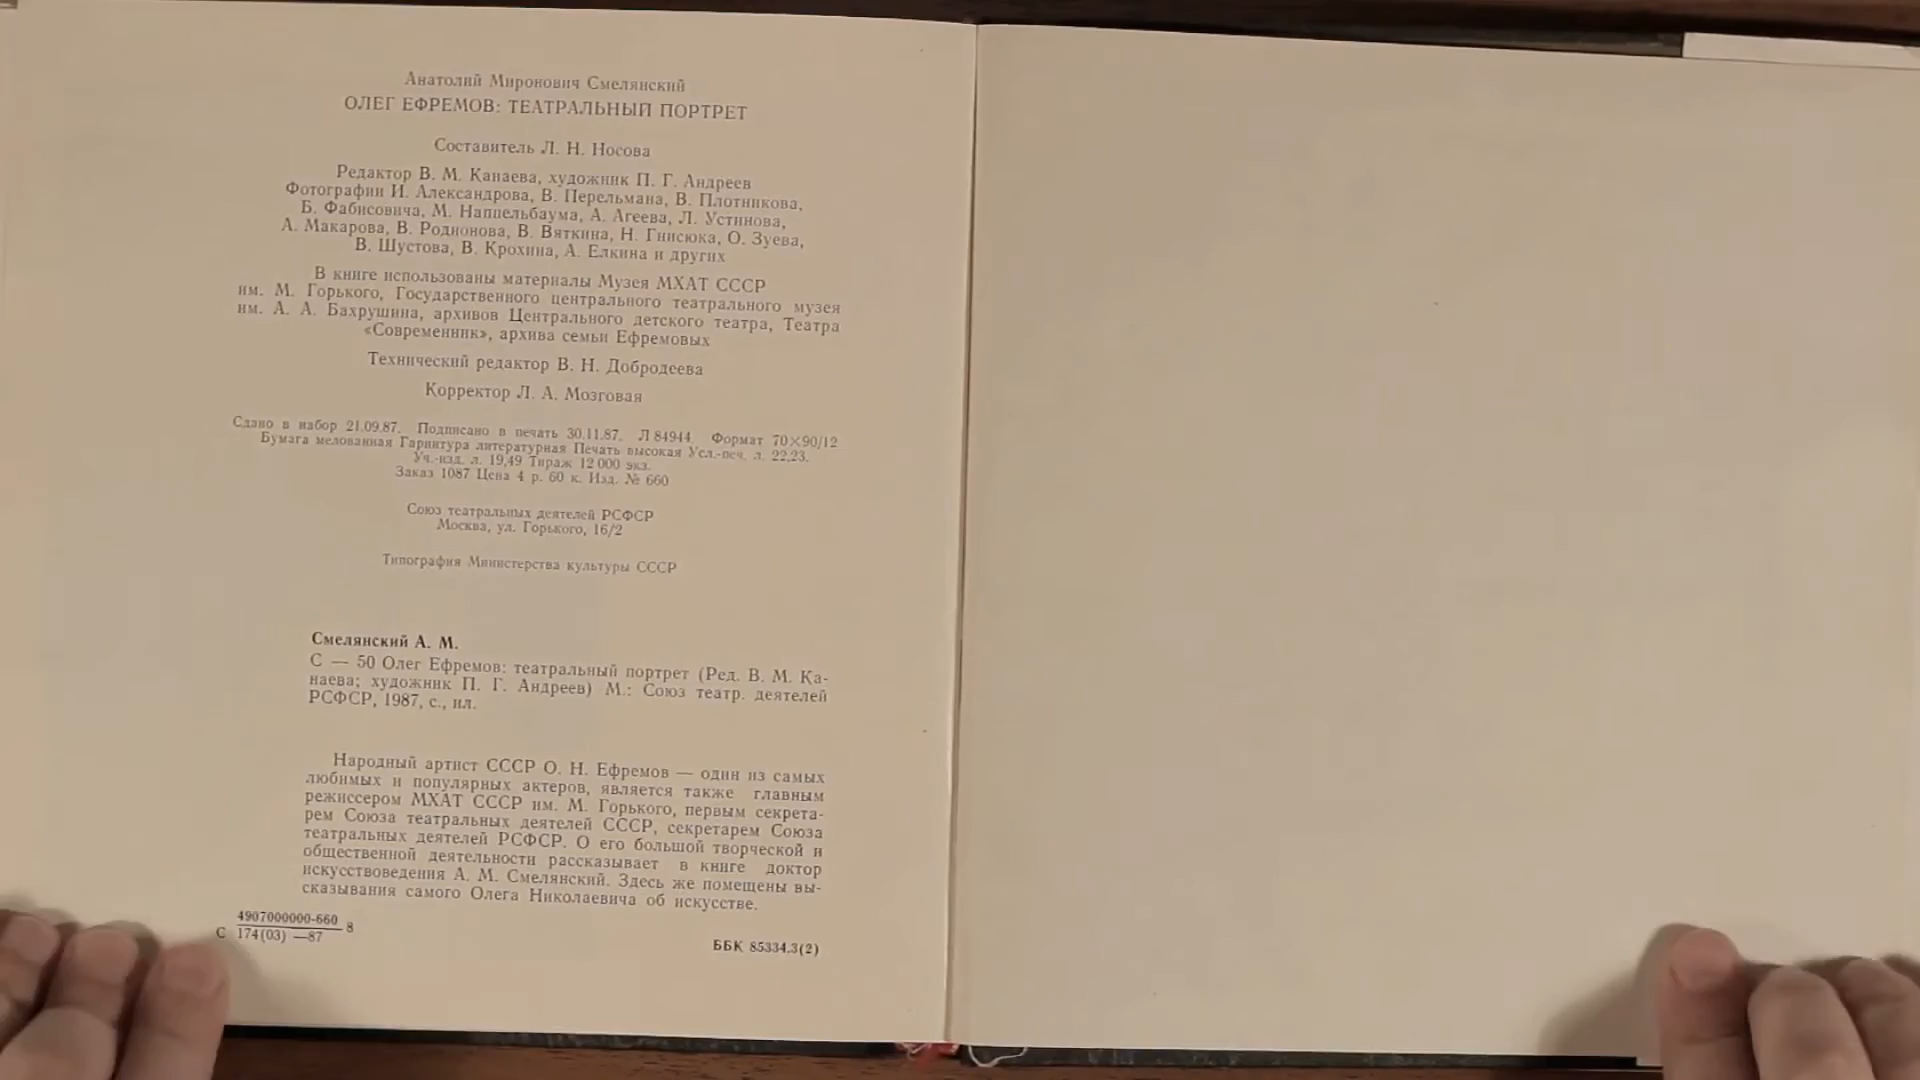 Анатолий Миронович Смелянский
ОЛЕГ ЕФРЕМОВ: ТЕАТРАЛЬНЫЙ ПОРТРЕТ
Составитель Л. Н. Носова
Редактор В. М. Канаева, художник П. Г. Андреев
Фотографии И. Александрова, В. Перельмана, В. Плотникова,
Б. Фабисовича, М. Наппельбаума, А. Агеева, Л. Устинова,
А. Макарова, В. Родионова, В. Вяткина, Н. Гнисюка, О. Зуева,
В. Шустова, В. Крохина, А. Елкина и других
В книге использованы материалы Музея МХАТ СССР
им. М. Горького, Государственного центрального театрального музея
им. А. А. Бахрушина, архивов Центрального детского театра, Театра
«Современник», архива семьи Ефремовых
Технический редактор В. Н. Добродеева
Корректор Л. А. Мозговая
Сдано в набор 21.09.87. Подписано в печать 30.11.87. Л 84944. Формат 70×90/12
Бумага мелованная Гарнитура литературная Печать высокая Усл.-печ. л. 22,23.
Уч.-изд. л. 19,49 Тираж 12 000 экз.
Заказ 1087 Цена 4 р. 60 к. Изд. № 660
Союз театральных деятелей РСФСР
Москва, ул. Горького, 16/2
Типография Министерства культуры СССР
Смелянский А. М.
С — 50 Олег Ефремов: театральный портрет (Ред. В. М. Ка-
наева; художник П. Г. Андреев) М.: Союз театр. деятелей
РСФСР, 1987, с., ил.
Народный артист СССР О. Н. Ефремов — один из самых
любимых и популярных актеров, является также главным
режиссером МХАТ СССР им. М. Горького, первым секрета-
рем Союза театральных деятелей СССР, секретарем Союза
театральных деятелей РСФСР. О его большой творческой и
общественной деятельности рассказывает в книге доктор
искусствоведения А. М. Смелянский. Здесь же помещены вы-
сказывания самого Олега Николаевича об искусстве.
4907000000-660
С 174(03) —87 8
ББК 85334.3(2)